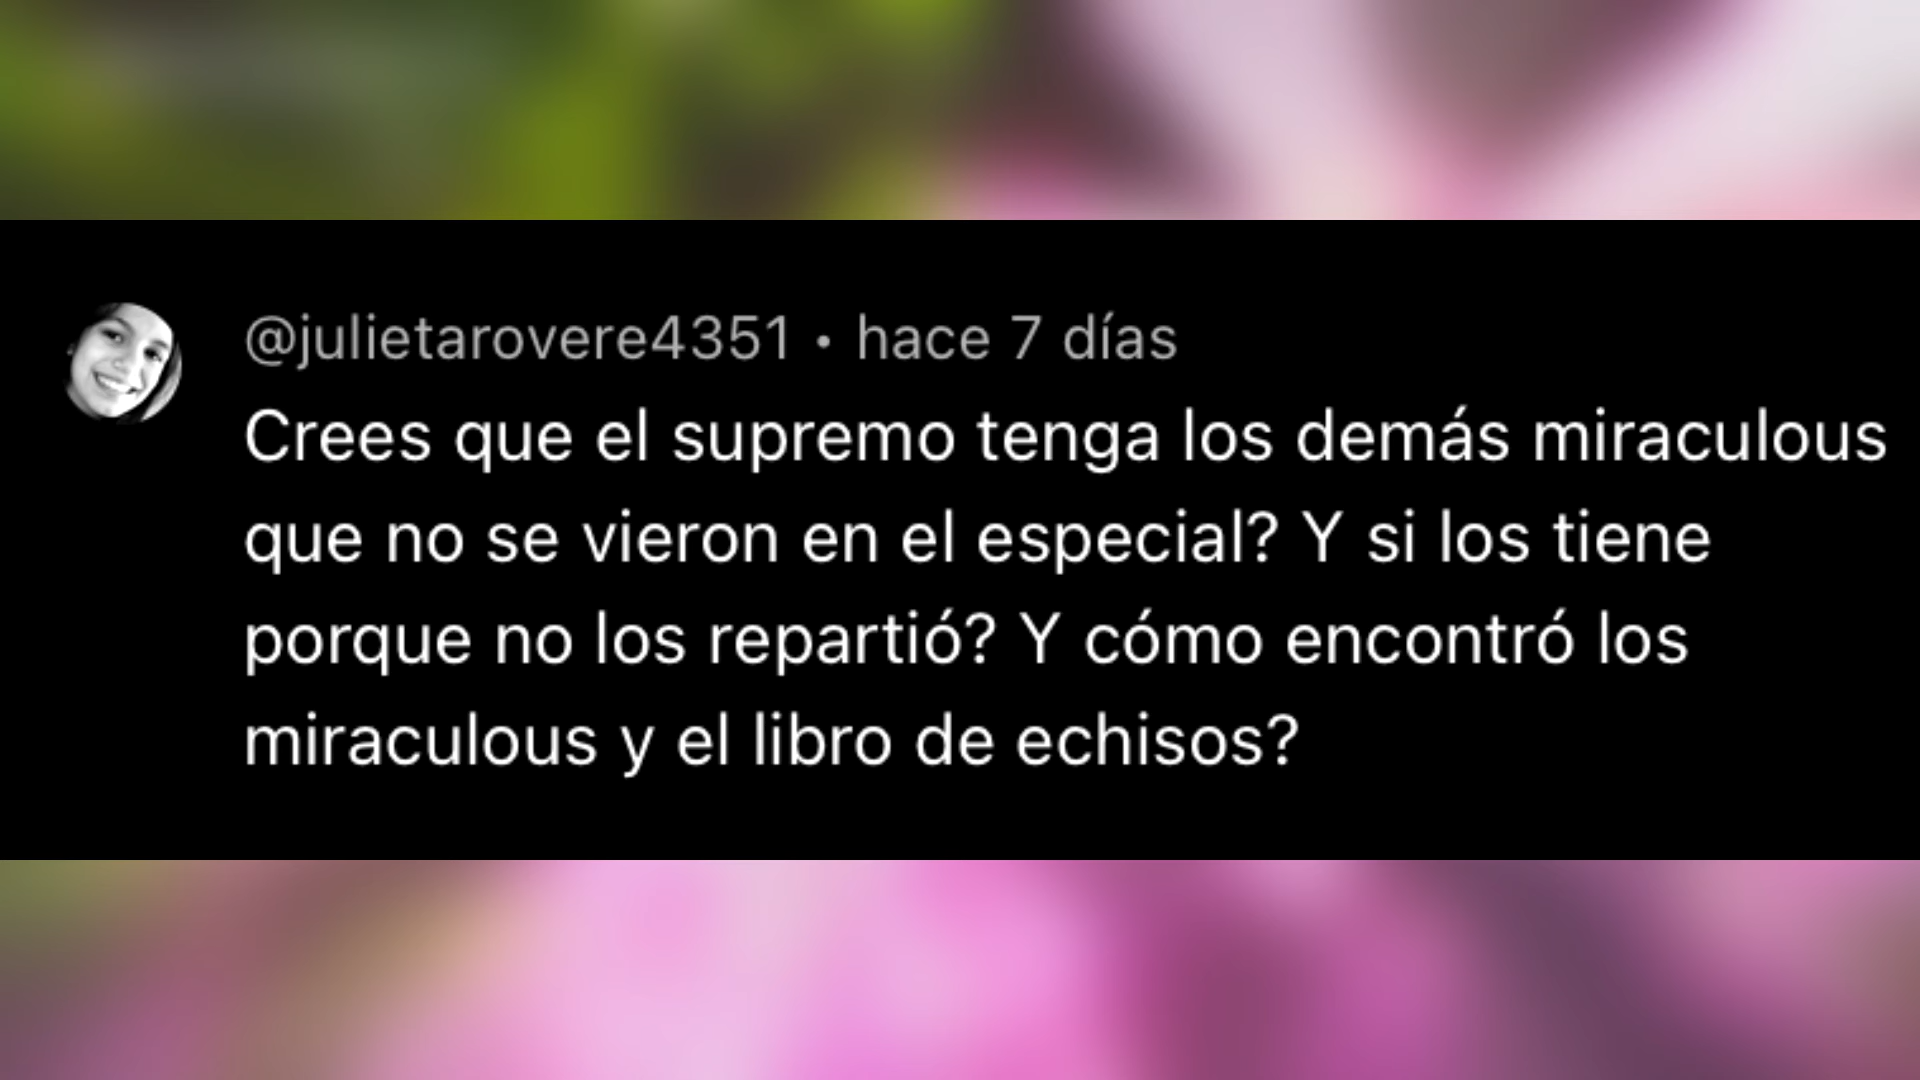 @julietarovere4351 • hace 7 días
Crees que el supremo tenga los demás miraculous
que no se vieron en el especial? Y si los tiene
porque no los repartió? Y cómo encontró los
miraculous y el libro de echisos?